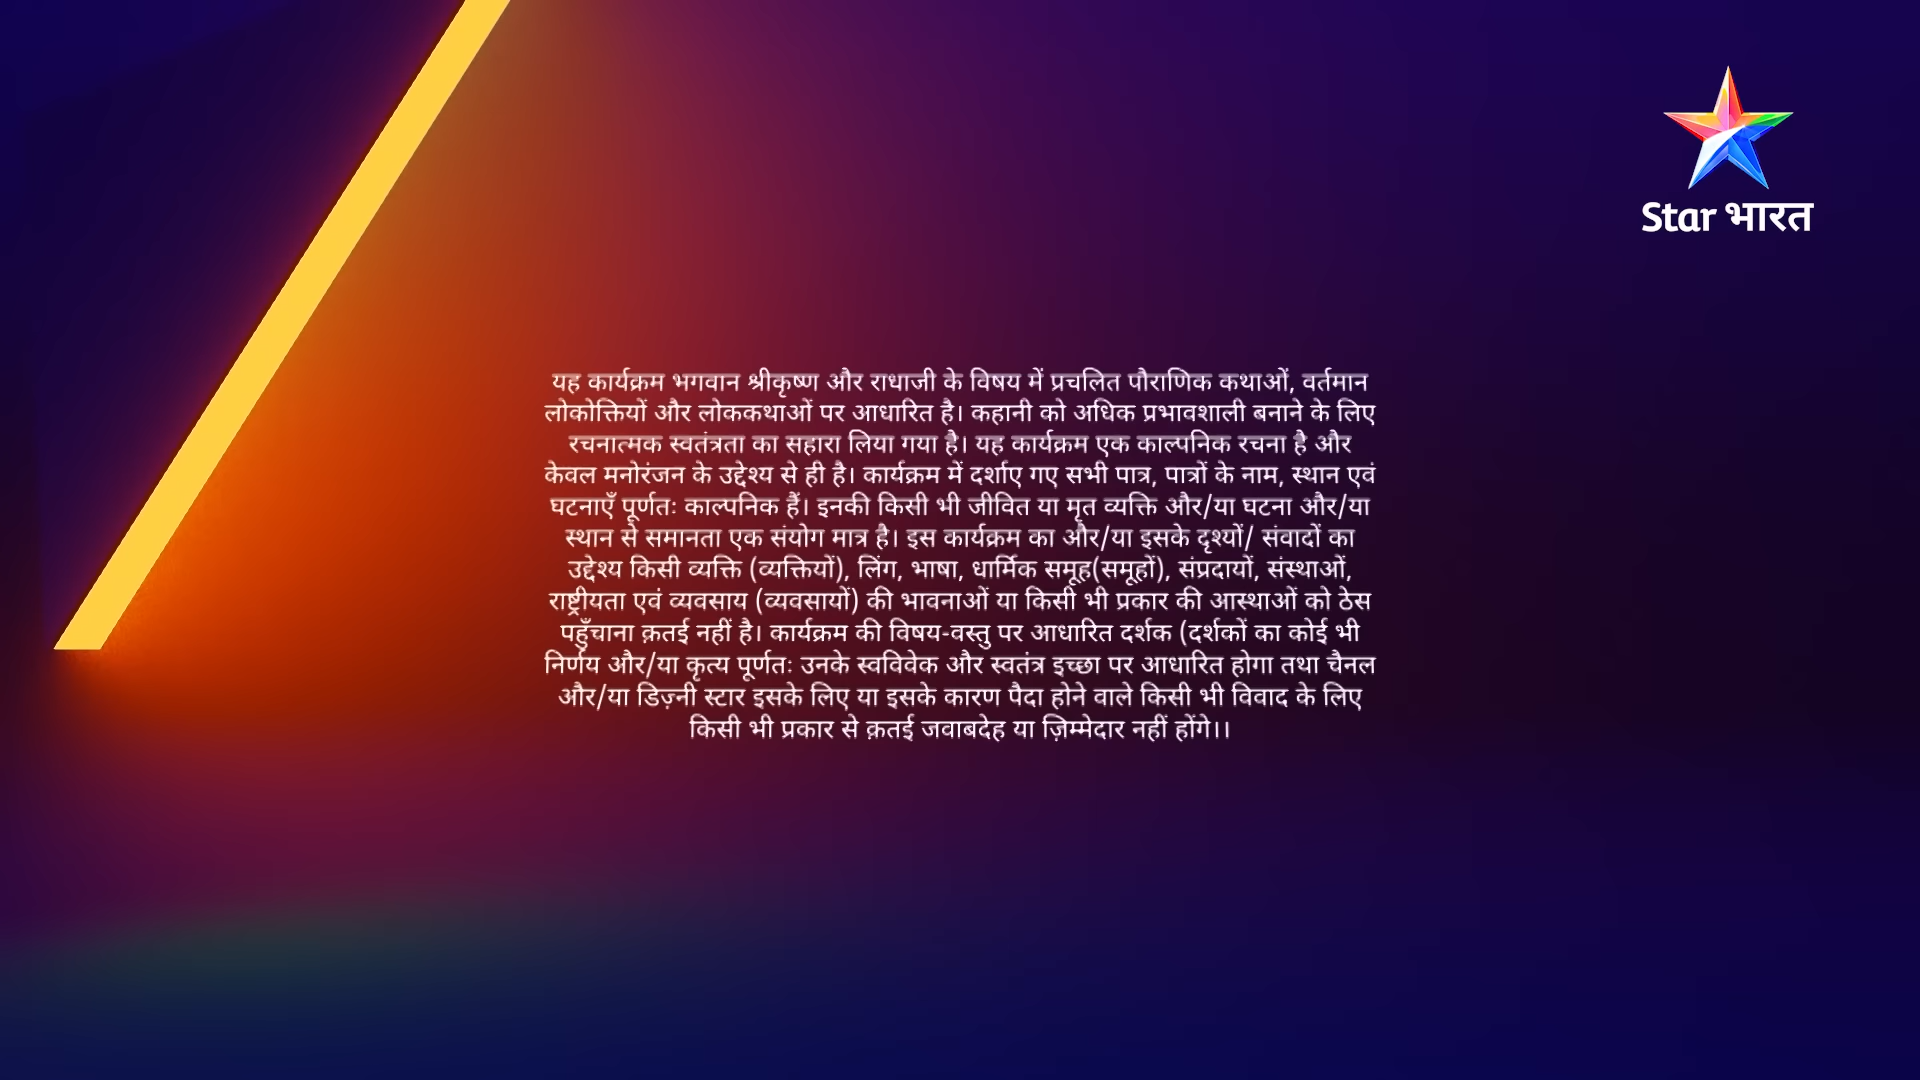 Star भारत
यह कार्यक्रम भगवान श्रीकृष्ण और राधाजी के विषय में प्रचलित पौराणिक कथाओं, वर्तमान
लोकोक्तियों और लोककथाओं पर आधारित है। कहानी को अधिक प्रभावशाली बनाने के लिए
रचनात्मक स्वतंत्रता का सहारा लिया गया है। यह कार्यक्रम एक काल्पनिक रचना है और
केवल मनोरंजन के उद्देश्य से ही है। कार्यक्रम में दर्शाए गए सभी पात्र, पात्रों के नाम, स्थान एवं
घटनाएँ पूर्णतः काल्पनिक हैं। इनकी किसी भी जीवित या मृत व्यक्ति और/या घटना और/या
स्थान से समानता एक संयोग मात्र है। इस कार्यक्रम का और/या इसके दृश्यों/ संवादों का
उद्देश्य किसी व्यक्ति (व्यक्तियों), लिंग, भाषा, धार्मिक समूह(समूहों), संप्रदायों, संस्थाओं,
राष्ट्रीयता एवं व्यवसाय (व्यवसायों) की भावनाओं या किसी भी प्रकार की आस्थाओं को ठेस
पहुँचाना क़तई नहीं है। कार्यक्रम की विषय-वस्तु पर आधारित दर्शक (दर्शकों का कोई भी
निर्णय और/या कृत्य पूर्णतः उनके स्वविवेक और स्वतंत्र इच्छा पर आधारित होगा तथा चैनल
और/या डिज़्नी स्टार इसके लिए या इसके कारण पैदा होने वाले किसी भी विवाद के लिए
किसी भी प्रकार से क़तई जवाबदेह या ज़िम्मेदार नहीं होंगे।।